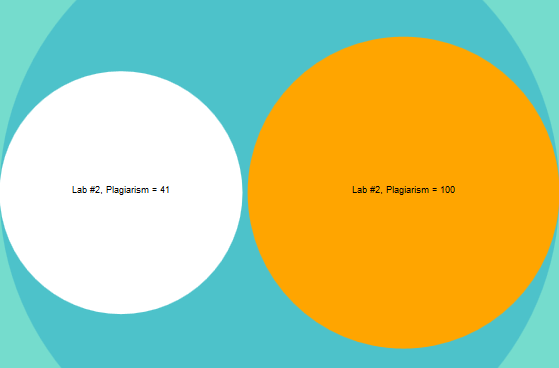 Lab #2, Plagiarism = 41
Lab #2, Plagiarism = 100